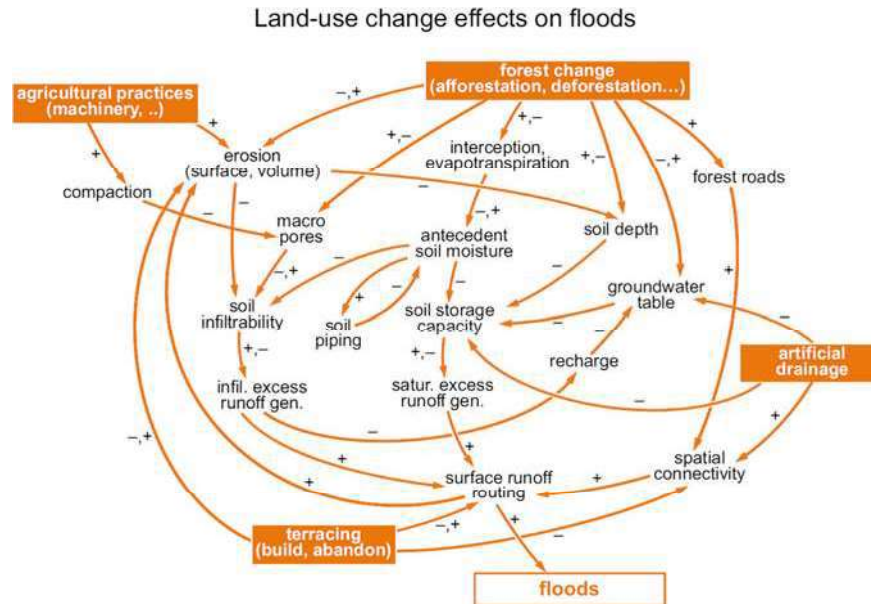 Land-use change effects on floods
agricultural practices
(machinery, ..)
forest change
(afforestation, deforestation...)
–,+
+
+
+,–
+,–
+,–
–,+
+
erosion
(surface, volume)
interception,
evapotranspiration
forest roads
compaction
–
–
–
–,+
macro
pores
antecedent
soil moisture
soil depth
–,+
–
–
–
+
soil
infiltrability
+
–
soil
piping
soil storage
capacity
–
groundwater
table
–
–
+,–
+,–
recharge
artificial
drainage
infil. excess
runoff gen.
satur. excess
runoff gen.
–
–
+
+
–,+
+
+
surface runoff
routing
+
spatial
connectivity
+
terracing
(build, abandon)
–,+
+
–
floods